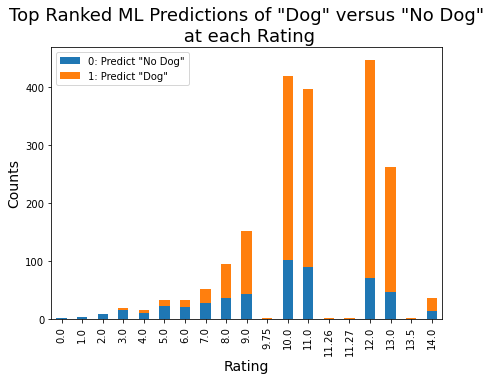 Top Ranked ML Predictions of "Dog" versus "No Dog"
at each Rating
0: Predict "No Dog"
1: Predict "Dog"
Counts
400
300
200
100
0
0.0 1.0 2.0 3.0 4.0 5.0 6.0 7.0 8.0 9.0 9.75 10.0 11.0 11.26 11.27 12.0 13.0 13.5 14.0
Rating